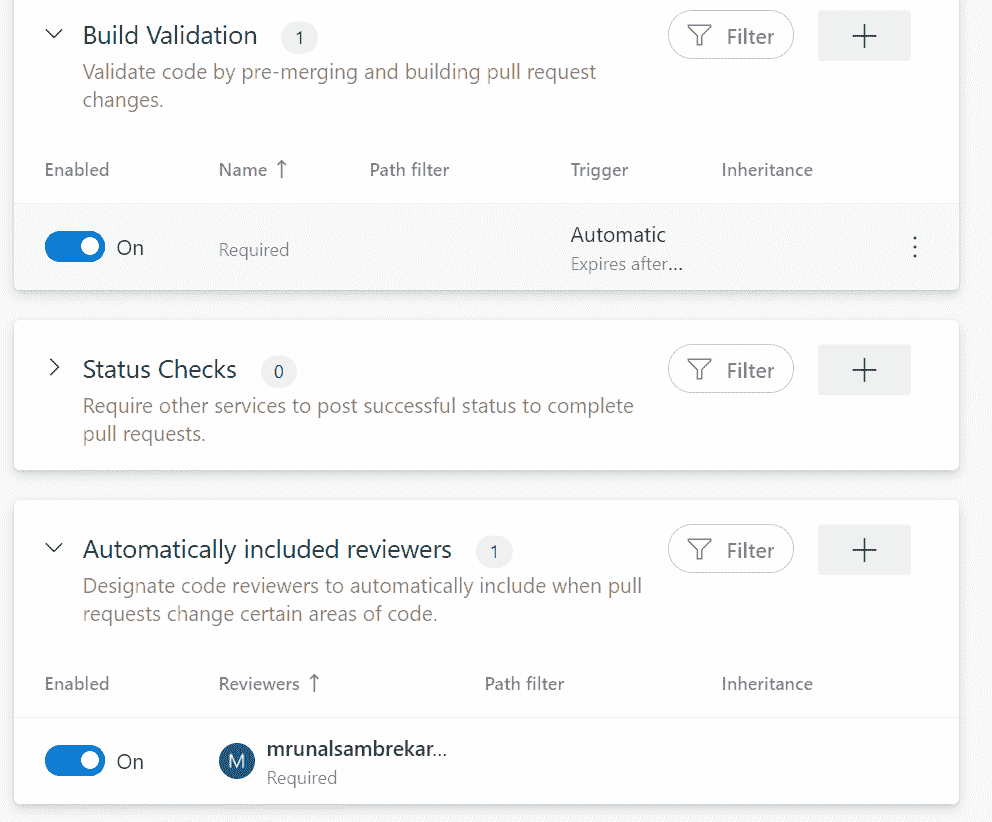 Build Validation 1 Filter
Validate code by pre-merging and building pull request
changes.
Enabled Name ↑ Path filter Trigger Inheritance
On Required Automatic
Expires after...
Status Checks 0 Filter
Require other services to post successful status to complete
pull requests.
Automatically included reviewers 1 Filter
Designate code reviewers to automatically include when pull
requests change certain areas of code.
Enabled Reviewers ↑ Path filter Inheritance
On M mrunalsambrekar...
Required